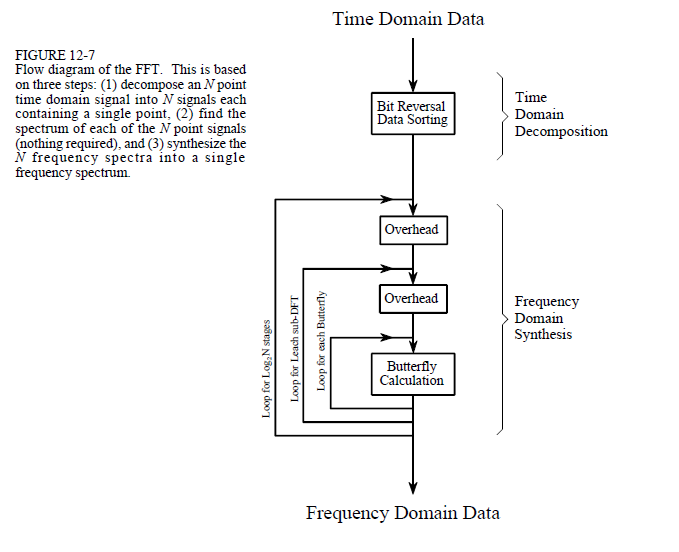 Time Domain Data
FIGURE 12-7
Flow diagram of the FFT. This is based
on three steps: (1) decompose an N point
time domain signal into N signals each
containing a single point, (2) find the
spectrum of each of the N point signals
(nothing required), and (3) synthesize the
N frequency spectra into a single
frequency spectrum.
Bit Reversal
Data Sorting
Time
Domain
Decomposition
Overhead
Overhead
Butterfly
Calculation
Loop for Log₂N stages
Loop for Leach sub-DFT
Loop for each Butterfly
Frequency
Domain
Synthesis
Frequency Domain Data